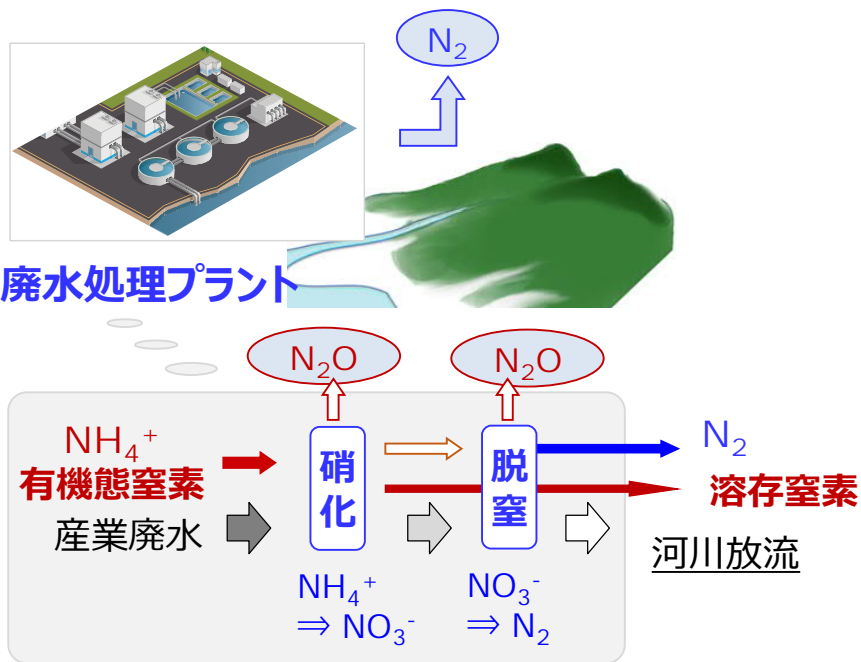 N₂
廃水処理プラント
N₂O
N₂O
NH₄⁺
有機態窒素
産業廃水
硝化
脱窒
N₂
溶存窒素
河川放流
NH₄⁺
⇒ NO₃⁻
NO₃⁻
⇒ N₂